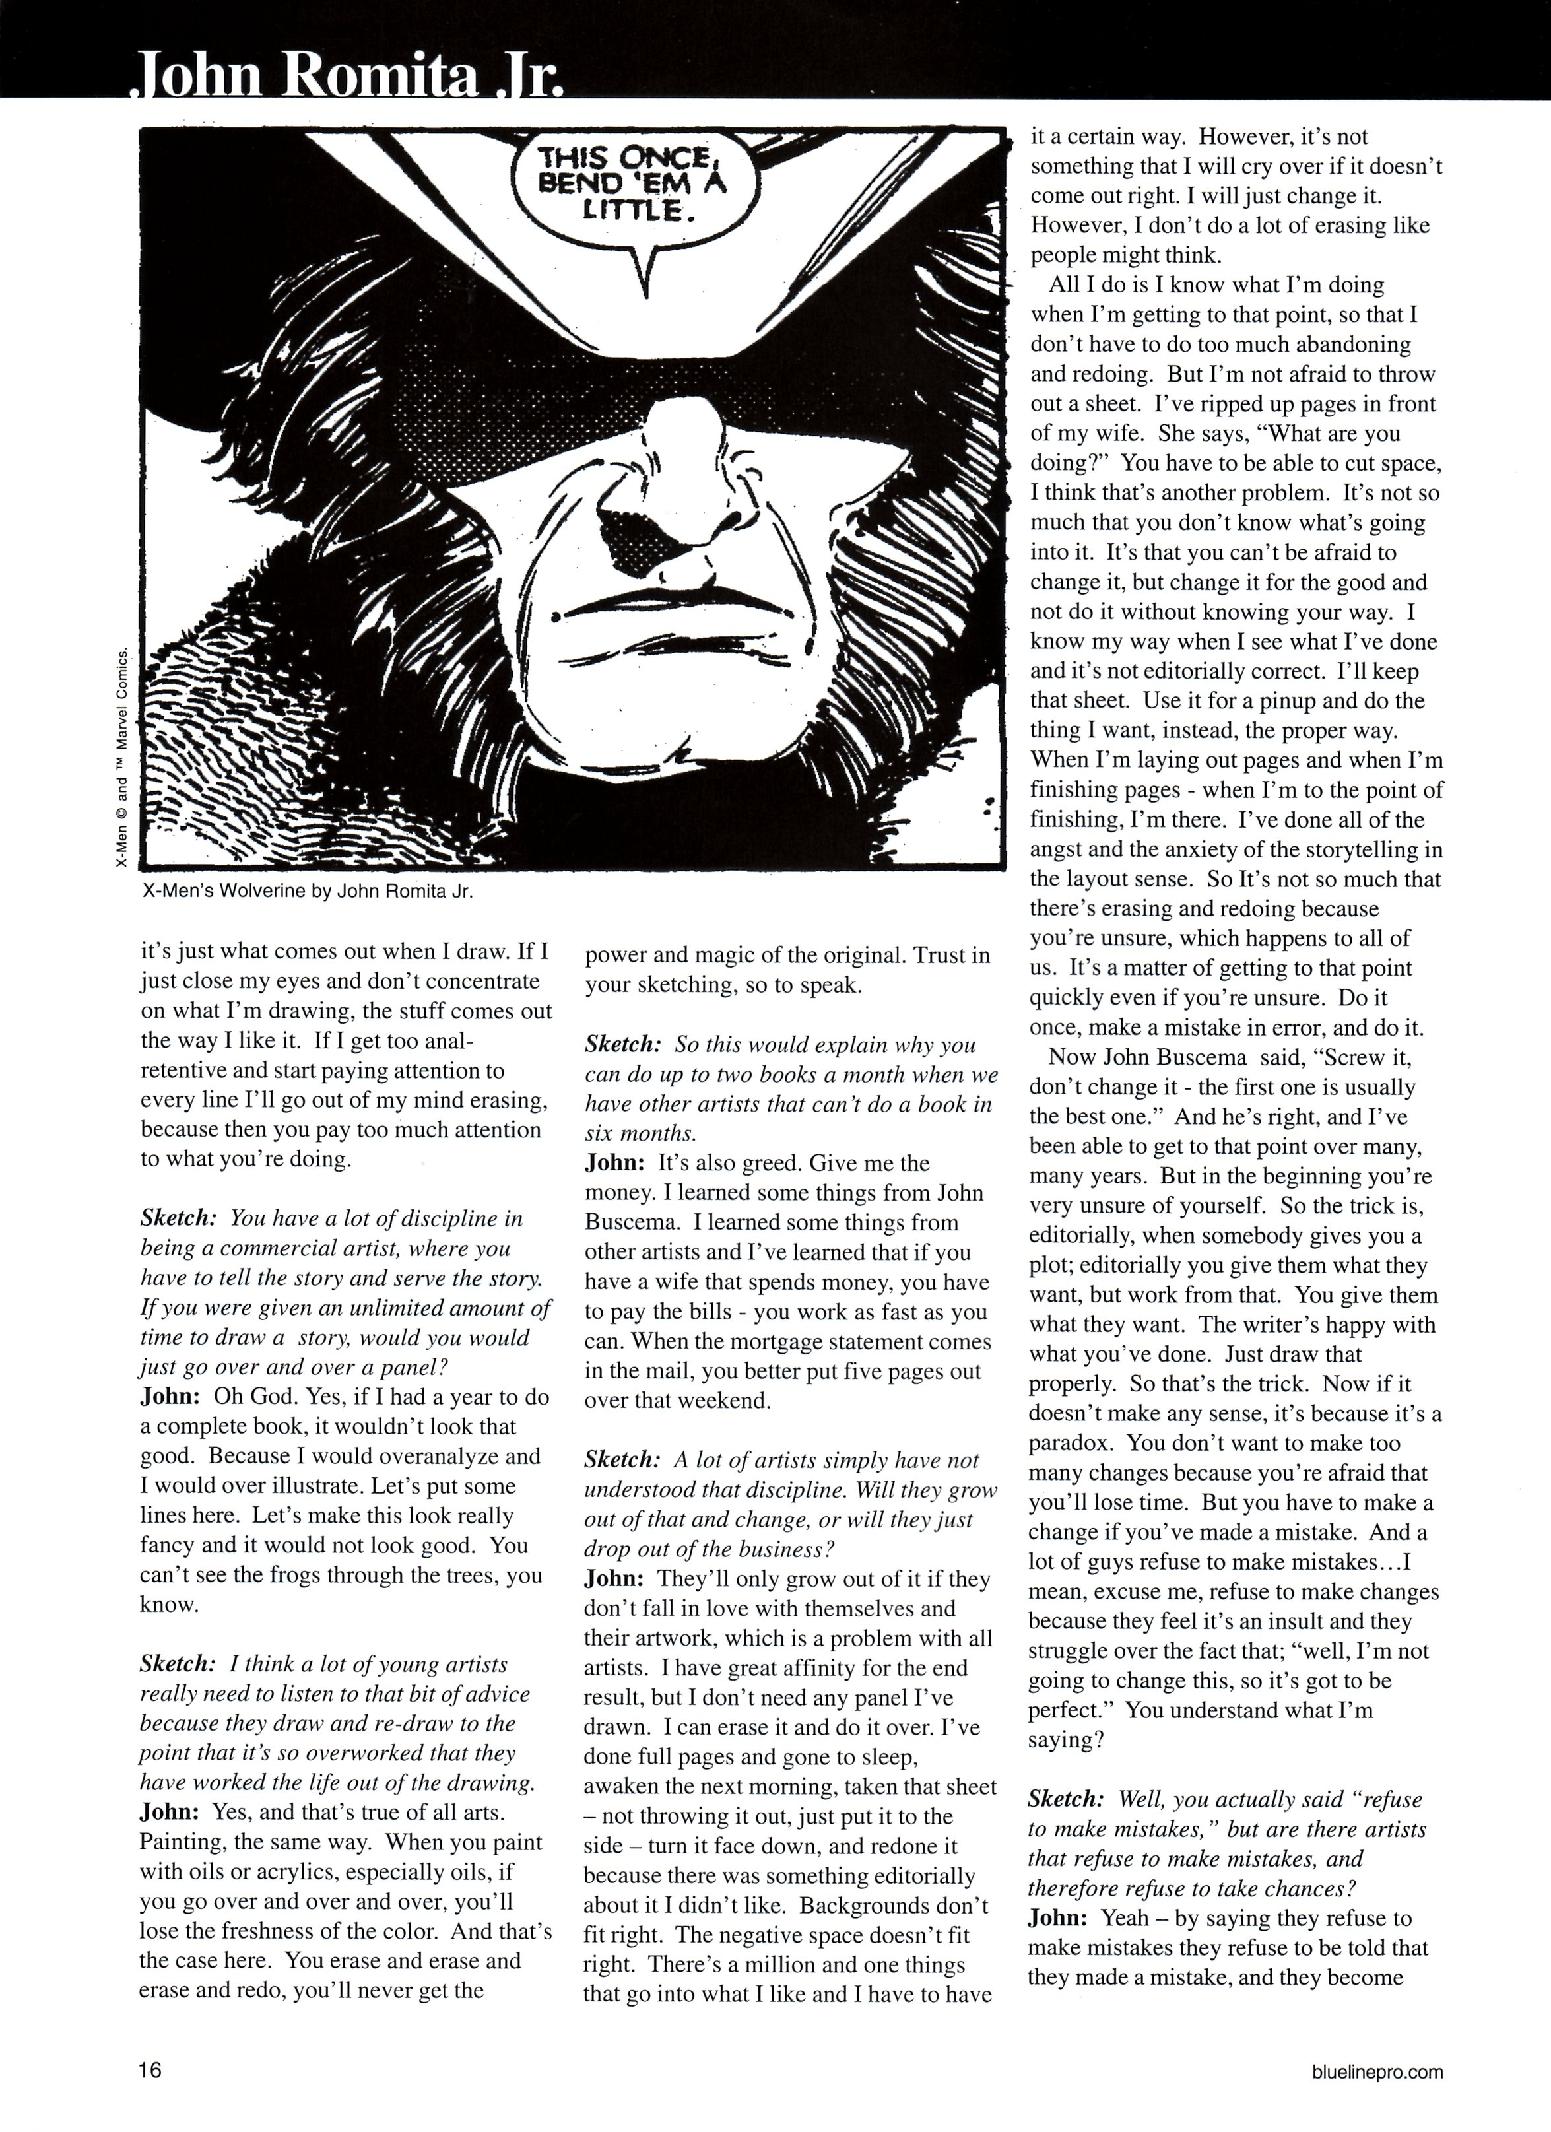 John Romita Jr.
THIS ONCE,
BEND 'EM A
LITTLE.
X-Men © and ™ Marvel Comics.
X-Men's Wolverine by John Romita Jr.
it's just what comes out when I draw. If I
just close my eyes and don't concentrate
on what I'm drawing, the stuff comes out
the way I like it.  If I get too anal-
retentive and start paying attention to
every line I'll go out of my mind erasing,
because then you pay too much attention
to what you're doing.
Sketch:  You have a lot of discipline in
being a commercial artist, where you
have to tell the story and serve the story.
If you were given an unlimited amount of
time to draw a  story, would you would
just go over and over a panel?
John:  Oh God. Yes, if I had a year to do
a complete book, it wouldn't look that
good.  Because I would overanalyze and
I would over illustrate. Let's put some
lines here.  Let's make this look really
fancy and it would not look good.  You
can't see the frogs through the trees, you
know.
Sketch:  I think a lot of young artists
really need to listen to that bit of advice
because they draw and re-draw to the
point that it's so overworked that they
have worked the life out of the drawing.
John:  Yes, and that's true of all arts.
Painting, the same way.  When you paint
with oils or acrylics, especially oils, if
you go over and over and over, you'll
lose the freshness of the color.  And that's
the case here.  You erase and erase and
erase and redo, you'll never get the
power and magic of the original. Trust in
your sketching, so to speak.
Sketch:  So this would explain why you
can do up to two books a month when we
have other artists that can't do a book in
six months.
John:  It's also greed. Give me the
money. I learned some things from John
Buscema.  I learned some things from
other artists and I've learned that if you
have a wife that spends money, you have
to pay the bills - you work as fast as you
can. When the mortgage statement comes
in the mail, you better put five pages out
over that weekend.
Sketch:  A lot of artists simply have not
understood that discipline. Will they grow
out of that and change, or will they just
drop out of the business?
John:  They'll only grow out of it if they
don't fall in love with themselves and
their artwork, which is a problem with all
artists.  I have great affinity for the end
result, but I don't need any panel I've
drawn.  I can erase it and do it over. I've
done full pages and gone to sleep,
awaken the next morning, taken that sheet
– not throwing it out, just put it to the
side – turn it face down, and redone it
because there was something editorially
about it I didn't like.  Backgrounds don't
fit right.  The negative space doesn't fit
right.  There's a million and one things
that go into what I like and I have to have
it a certain way.  However, it's not
something that I will cry over if it doesn't
come out right. I will just change it.
However, I don't do a lot of erasing like
people might think.
All I do is I know what I'm doing
when I'm getting to that point, so that I
don't have to do too much abandoning
and redoing.  But I'm not afraid to throw
out a sheet.  I've ripped up pages in front
of my wife.  She says, “What are you
doing?”  You have to be able to cut space,
I think that's another problem.  It's not so
much that you don't know what's going
into it.  It's that you can't be afraid to
change it, but change it for the good and
not do it without knowing your way.  I
know my way when I see what I've done
and it's not editorially correct.  I'll keep
that sheet.  Use it for a pinup and do the
thing I want, instead, the proper way.
When I'm laying out pages and when I'm
finishing pages - when I'm to the point of
finishing, I'm there.  I've done all of the
angst and the anxiety of the storytelling in
the layout sense.  So It's not so much that
there's erasing and redoing because
you're unsure, which happens to all of
us.  It's a matter of getting to that point
quickly even if you're unsure.  Do it
once, make a mistake in error, and do it.
Now John Buscema  said, “Screw it,
don't change it - the first one is usually
the best one.”  And he's right, and I've
been able to get to that point over many,
many years.  But in the beginning you're
very unsure of yourself.  So the trick is,
editorially, when somebody gives you a
plot; editorially you give them what they
want, but work from that.  You give them
what they want.  The writer's happy with
what you've done.  Just draw that
properly.  So that's the trick.  Now if it
doesn't make any sense, it's because it's a
paradox.  You don't want to make too
many changes because you're afraid that
you'll lose time.  But you have to make a
change if you've made a mistake.  And a
lot of guys refuse to make mistakes…I
mean, excuse me, refuse to make changes
because they feel it's an insult and they
struggle over the fact that; “well, I'm not
going to change this, so it's got to be
perfect.”  You understand what I'm
saying?
Sketch:  Well, you actually said “refuse
to make mistakes,” but are there artists
that refuse to make mistakes, and
therefore refuse to take chances?
John:  Yeah – by saying they refuse to
make mistakes they refuse to be told that
they made a mistake, and they become
16
bluelinepro.com